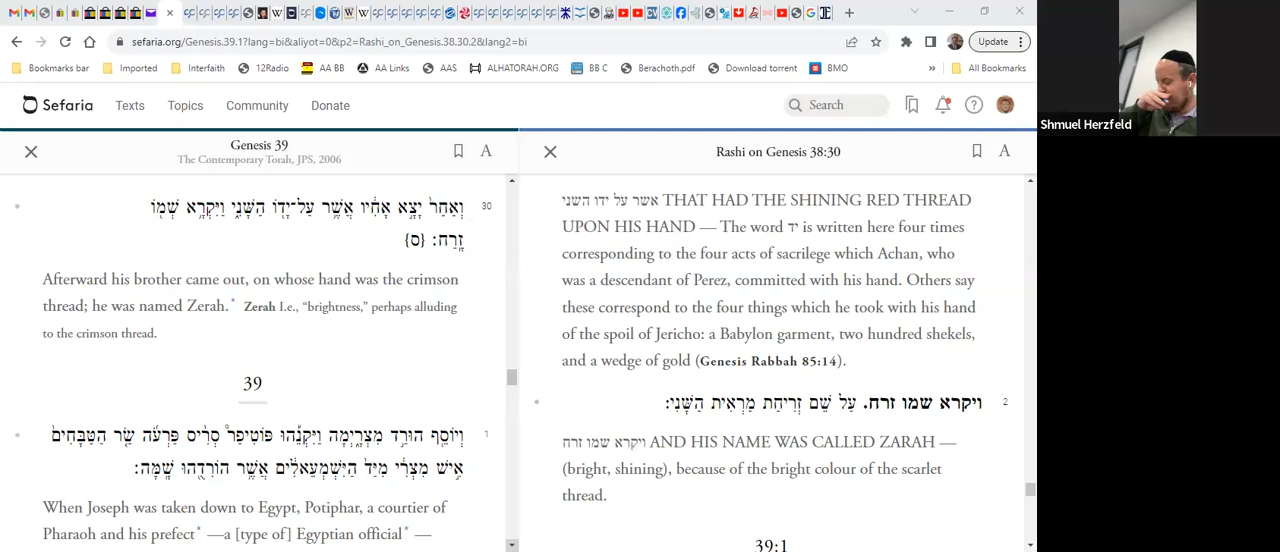 sefaria.org/Genesis.39.1?lang=bi&aliyot=0&p2=Rashi_on_Genesis.38.30.2&lang2=bi
Update
Bookmarks bar
Imported
Interfaith
12Radio
AA BB
AA Links
AAS
ALHATORAH.ORG
BB C
Berachoth.pdf
Download torrent
BMO
»
All Bookmarks
Sefaria
Texts
Topics
Community
Donate
Search
Genesis 39
The Contemporary Torah, JPS, 2006
A
30
וְאַחַר֙ יָצָ֣א אָחִ֔יו אֲשֶׁ֥ר עַל־יָד֖וֹ הַשָּׁנִ֑י וַיִּקְרָ֥א שְׁמ֖וֹ
זָֽרַח׃ {ס}
Afterward his brother came out, on whose hand was the crimson
thread; he was named Zerah.* Zerah I.e., “brightness,” perhaps alluding
to the crimson thread.
39
1
וְיוֹסֵ֖ף הוּרַ֣ד מִצְרָ֑יְמָה וַיִּקְנֵ֡הוּ פּוֹטִיפַר֩ סְרִ֨יס פַּרְעֹ֜ה שַׂ֤ר הַטַּבָּחִים֙
אִ֣ישׁ מִצְרִ֔י מִיַּד֙ הַיִּשְׁמְעֵאלִ֔ים אֲשֶׁ֥ר הוֹרִדֻ֖הוּ שָֽׁמָּה׃
When Joseph was taken down to Egypt, Potiphar, a courtier of
Pharaoh and his prefect* —a [type of] Egyptian official* —
Rashi on Genesis 38:30
A
אשר על ידו השני THAT HAD THE SHINING RED THREAD
UPON HIS HAND — The word יד is written here four times
corresponding to the four acts of sacrilege which Achan, who
was a descendant of Perez, committed with his hand. Others say
these correspond to the four things which he took with his hand
of the spoil of Jericho: a Babylon garment, two hundred shekels,
and a wedge of gold (Genesis Rabbah 85:14).
2
ויקרא שמו זרח. עַל שֵׁם זְרִיחַת מַרְאִית הַשָּׁנִי:
ויקרא שמו זרח AND HIS NAME WAS CALLED ZARAH —
(bright, shining), because of the bright colour of the scarlet
thread.
39:1
Shmuel Herzfeld